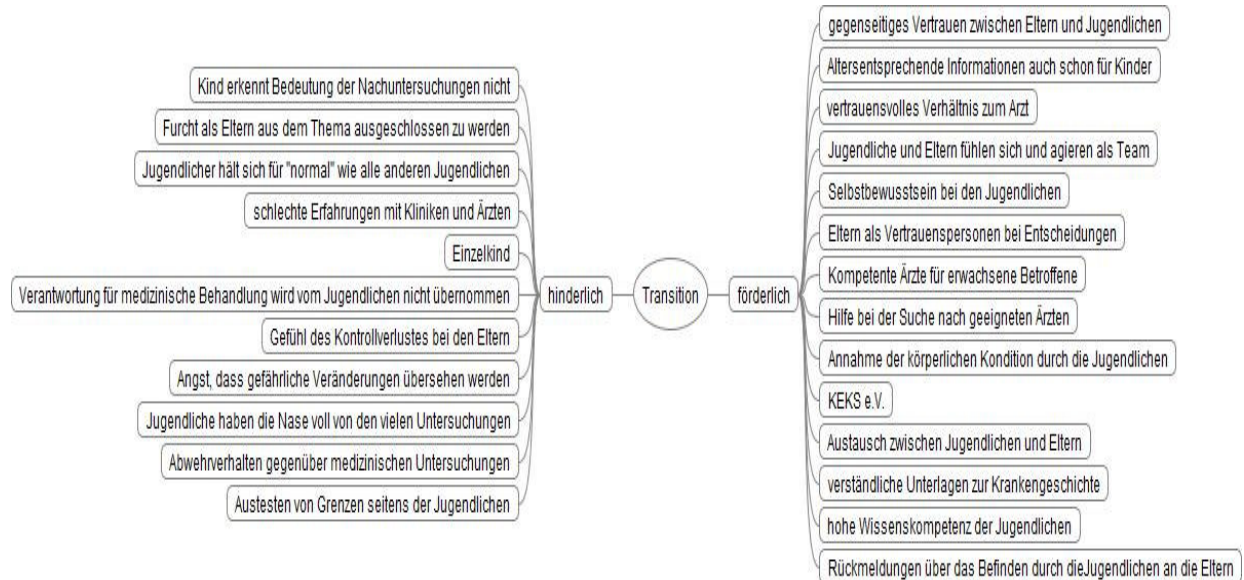 Kind erkennt Bedeutung der Nachuntersuchungen nicht
Furcht als Eltern aus dem Thema ausgeschlossen zu werden
Jugendlicher hält sich für "normal" wie alle anderen Jugendlichen
schlechte Erfahrungen mit Kliniken und Ärzten
Einzelkind
Verantwortung für medizinische Behandlung wird vom Jugendlichen nicht übernommen
Gefühl des Kontrollverlustes bei den Eltern
Angst, dass gefährliche Veränderungen übersehen werden
Jugendliche haben die Nase voll von den vielen Untersuchungen
Abwehrverhalten gegenüber medizinischen Untersuchungen
Austesten von Grenzen seitens der Jugendlichen
hinderlich
Transition
förderlich
gegenseitiges Vertrauen zwischen Eltern und Jugendlichen
Altersentsprechende Informationen auch schon für Kinder
vertrauensvolles Verhältnis zum Arzt
Jugendliche und Eltern fühlen sich und agieren als Team
Selbstbewusstsein bei den Jugendlichen
Eltern als Vertrauenspersonen bei Entscheidungen
Kompetente Ärzte für erwachsene Betroffene
Hilfe bei der Suche nach geeigneten Ärzten
Annahme der körperlichen Kondition durch die Jugendlichen
KEKS e.V.
Austausch zwischen Jugendlichen und Eltern
verständliche Unterlagen zur Krankengeschichte
hohe Wissenskompetenz der Jugendlichen
Rückmeldungen über das Befinden durch dieJugendlichen an die Eltern